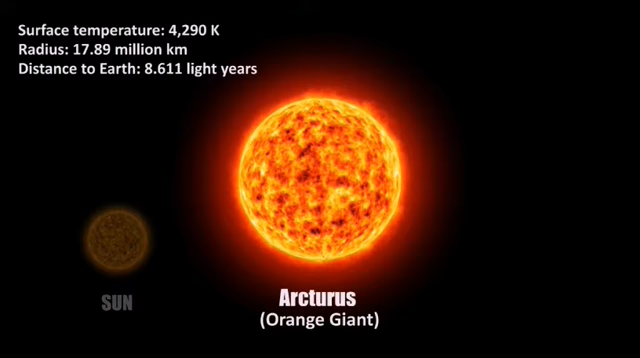 Surface temperature: 4,290 K
Radius: 17.89 million km
Distance to Earth: 8.611 light years
SUN
Arcturus
(Orange Giant)